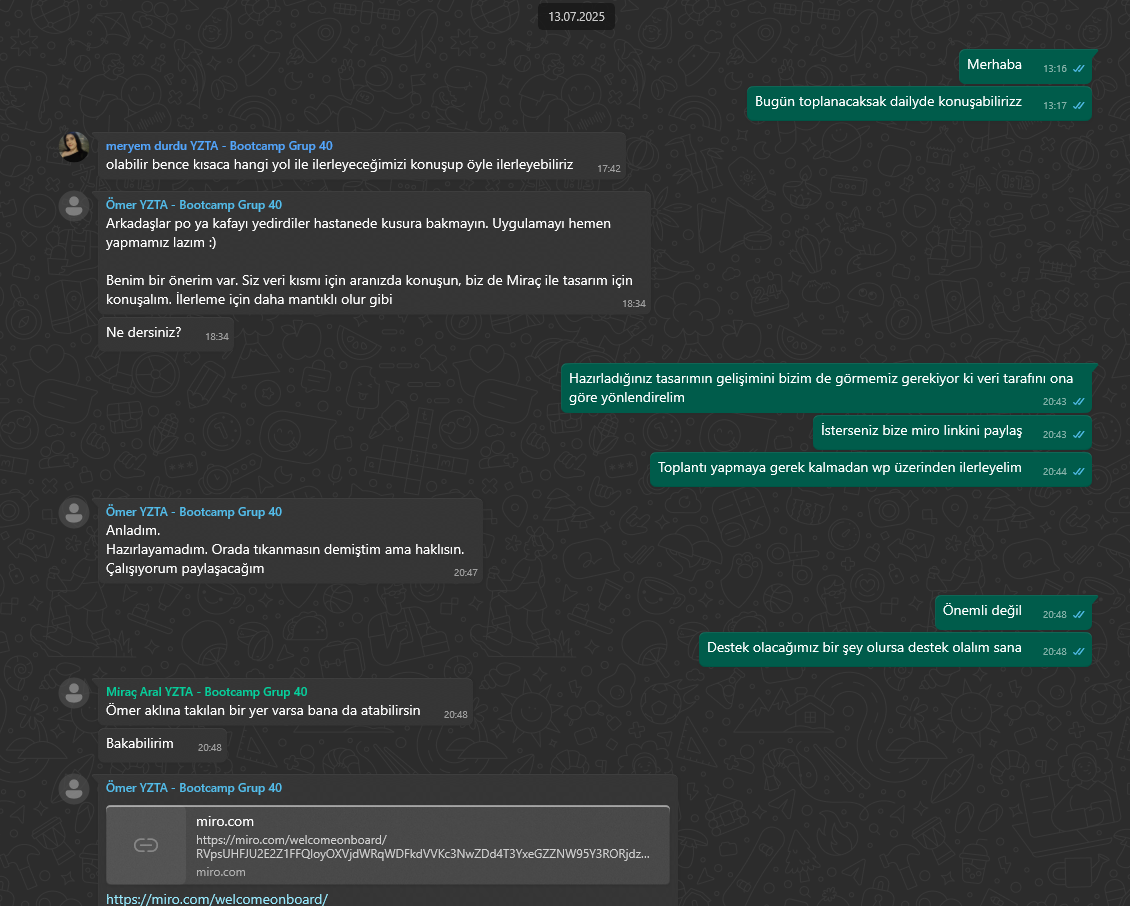 13.07.2025
Merhaba
13:16
Bugün toplanacaksak dailyde konuşabilirizz
13:17
meryem durdu YZTA - Bootcamp Grup 40
olabilir bence kısaca hangi yol ile ilerleyeceğimizi konuşup öyle ilerleyebiliriz
17:42
Ömer YZTA - Bootcamp Grup 40
Arkadaşlar po ya kafayı yedirdiler hastanede kusura bakmayın. Uygulamayı hemen
yapmamız lazım :)
Benim bir önerim var. Siz veri kısmı için aranızda konuşun, biz de Miraç ile tasarım için
konuşalım. İlerleme için daha mantıklı olur gibi
18:34
Ne dersiniz?
18:34
Hazırladığınız tasarımın gelişimini bizim de görmemiz gerekiyor ki veri tarafını ona
göre yönlendirelim
20:43
İsterseniz bize miro linkini paylaş
20:43
Toplantı yapmaya gerek kalmadan wp üzerinden ilerleyelim
20:44
Ömer YZTA - Bootcamp Grup 40
Anladım.
Hazırlayamadım. Orada tıkanmasın demiştim ama haklısın.
Çalışıyorum paylaşacağım
20:47
Önemli değil
20:48
Destek olacağımız bir şey olursa destek olalım sana
20:48
Miraç Aral YZTA - Bootcamp Grup 40
Ömer aklına takılan bir yer varsa bana da atabilirsin
20:48
Bakabilirim
20:48
Ömer YZTA - Bootcamp Grup 40
miro.com
https://miro.com/welcomeonboard/
RVpsUHFJU2E2Z1FFQloyOXVjdWRqWDFkdVVKc3NwZDd4T3YxeGZZNW95Y3RORjdz...
miro.com
https://miro.com/welcomeonboard/